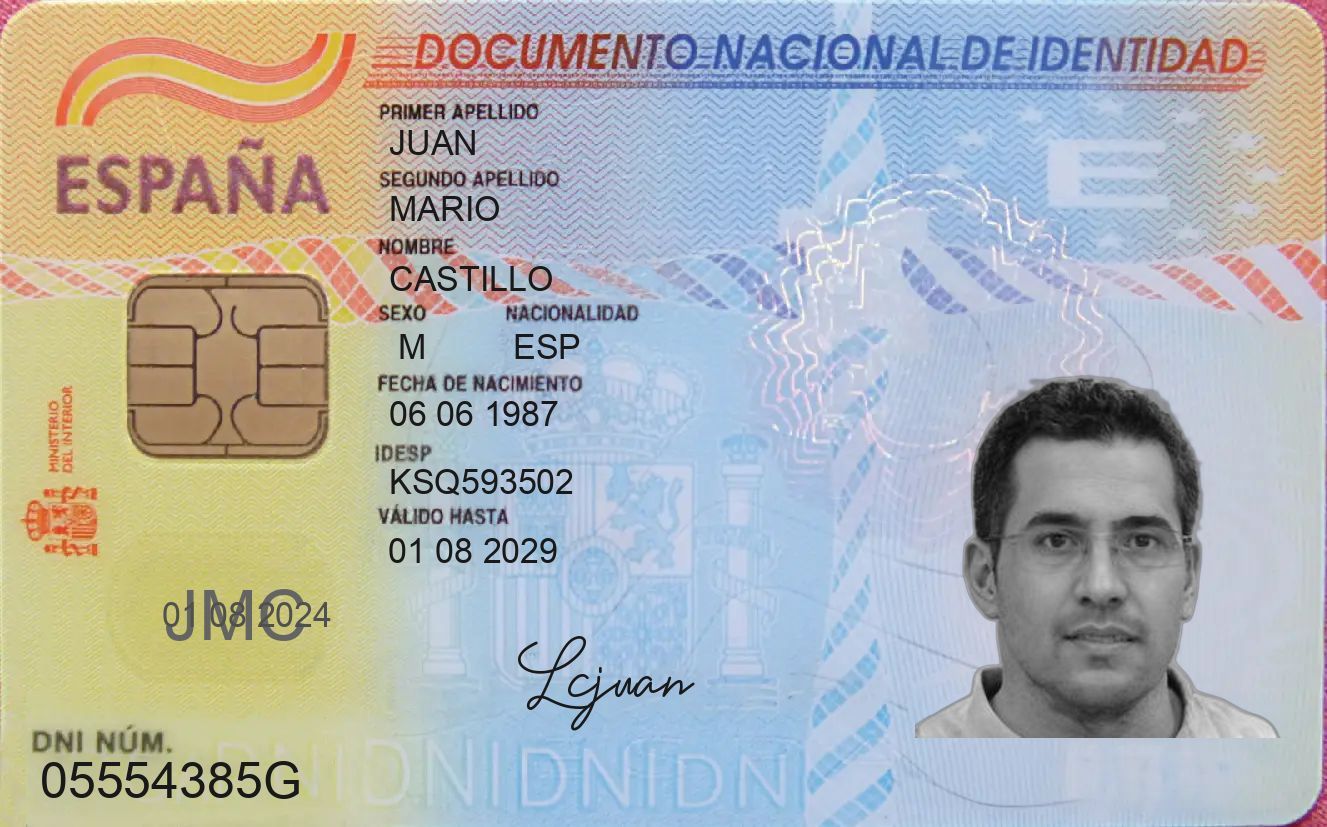 DOCUMENTO NACIONAL DE IDENTIDAD
ESPAÑA
PRIMER APELLIDO
JUAN
SEGUNDO APELLIDO
MARIO
NOMBRE
CASTILLO
SEXO NACIONALIDAD
M ESP
FECHA DE NACIMIENTO
06 06 1987
IDESP
KSQ593502
VÁLIDO HASTA
01 08 2029
MINISTERIO
DEL INTERIOR
JMC
01 08 2024
Lcjuan
DNI NÚM.
05554385G
E
DNIDNIDNIDNI